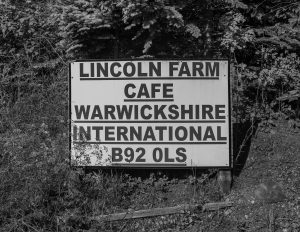 LINCOLN FARM
CAFE
WARWICKSHIRE
INTERNATIONAL
B92 0LS